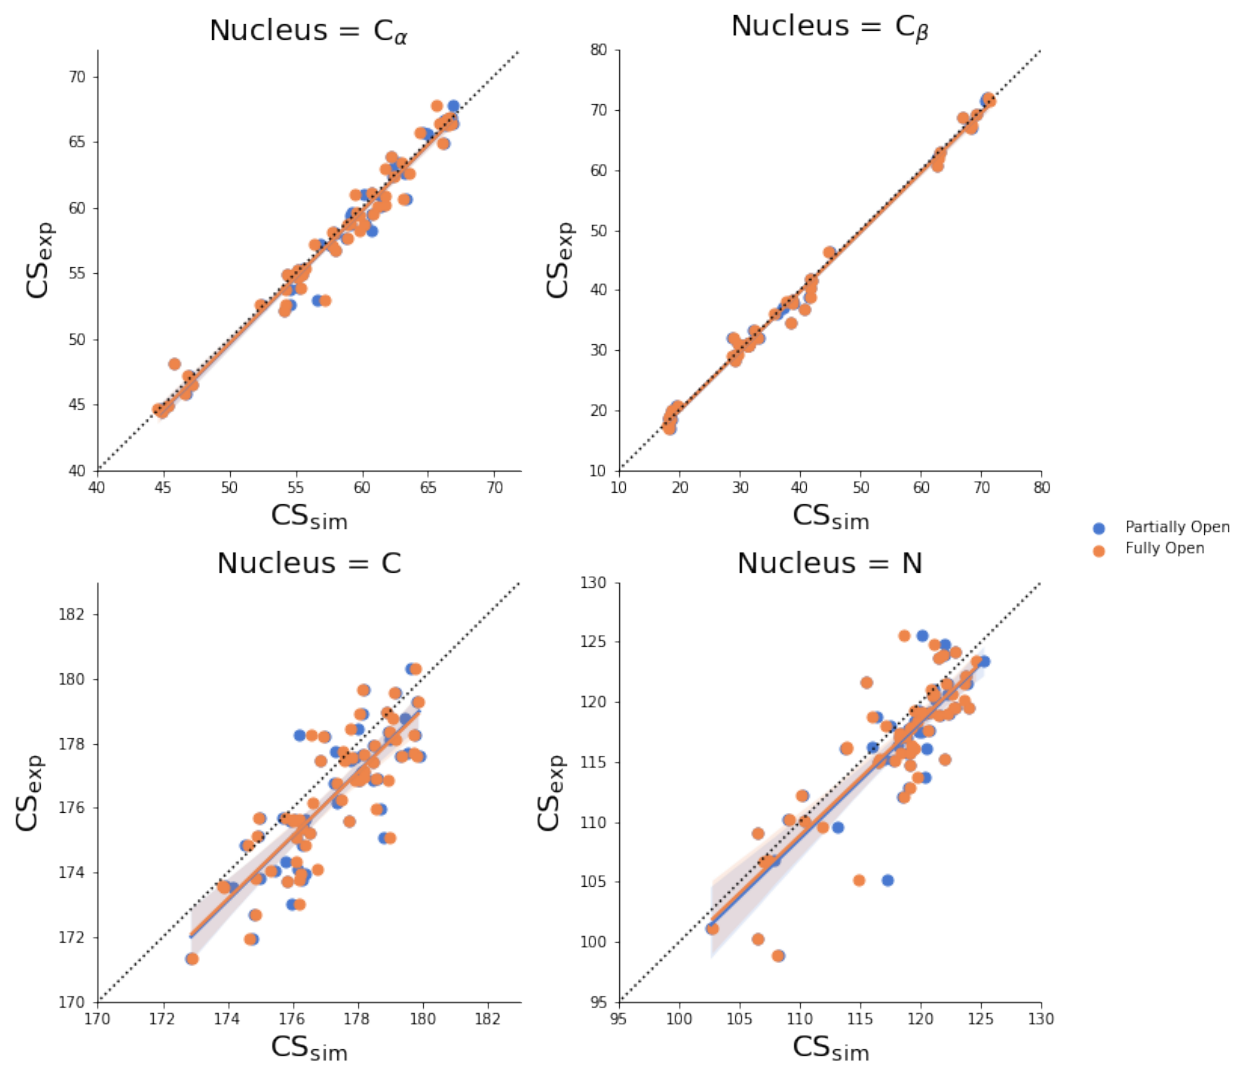 Nucleus = Cα
70
65
60
55
50
45
40
40 45 50 55 60 65 70
CSexp
CSsim
Nucleus = Cβ
80
70
60
50
40
30
20
10
10 20 30 40 50 60 70 80
CSexp
CSsim
Partially Open
Fully Open
Nucleus = C
182
180
178
176
174
172
170
170 172 174 176 178 180 182
CSexp
CSsim
Nucleus = N
130
125
120
115
110
105
100
95
95 100 105 110 115 120 125 130
CSexp
CSsim